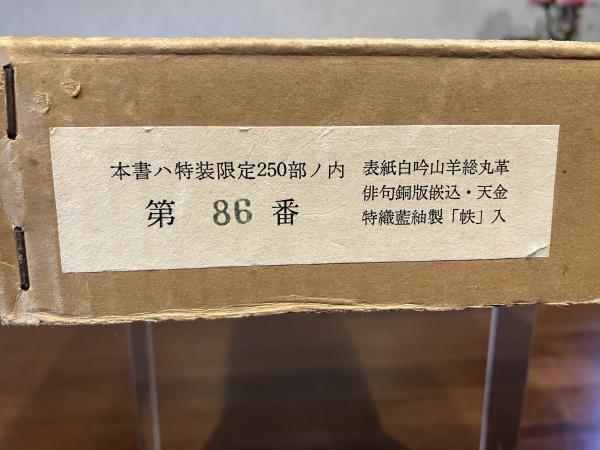 本書ハ特装限定250部ノ内
第 86 番
表紙白吟山羊総丸革
俳句銅版嵌込・天金
特織藍紬製「帙」入